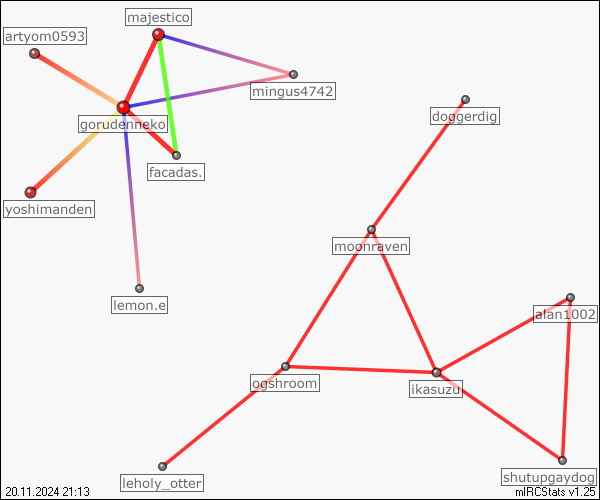 majestico
artyom0593
mingus4742
doggerdig
gorudenneko
facadas.
yoshimanden
moonraven
lemon.e
alan1002
ogshroom
ikasuzu
shutupgaydog
leholy_otter
20.11.2024 21:13
mIRCStats v1.25